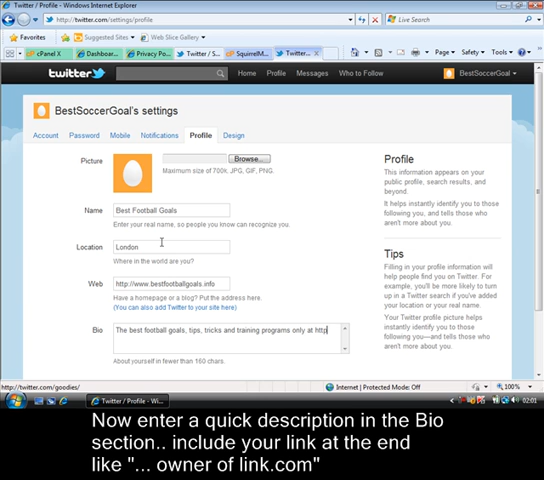 Twitter / Profile - Windows Internet Explorer
http://twitter.com/settings/profile
Live Search
Favorites
Suggested Sites
Web Slice Gallery
cPanel X
Dashboar...
Privacy Po...
Twitter / S...
SquirrelM...
Twitter...
Page
Safety
Tools
twitter
Home
Profile
Messages
Who to Follow
BestSoccerGoal
BestSoccerGoal's settings
Account
Password
Mobile
Notifications
Profile
Design
Picture
Browse...
Maximum size of 700k. JPG, GIF, PNG.
Name
Best Football Goals
Enter your real name, so people you know can recognize you.
Location
London
Where in the world are you?
Web
http://www.bestfootballgoals.info
Have a homepage or a blog? Put the address here.
(You can also add Twitter to your site here)
Bio
The best football goals, tips, tricks and training programs only at http
About yourself in fewer than 160 chars.
Profile
This information appears on your public profile, search results, and
beyond.
It helps instantly identify you to those
following you, and tells those who
aren't more about you.
Tips
Filling in your profile information will
help people find you on Twitter. For
example, you'll be more likely to turn
up in a Twitter search if you've added
your location or your real name.
Your Twitter profile picture helps
instantly identify you to those
following you—and tells those who
aren't more about you.
http://twitter.com/goodies/
Internet | Protected Mode: Off
100%
Twitter / Profile - W...
02:01
Now enter a quick description in the Bio
section.. include your link at the end
like "... owner of link.com"